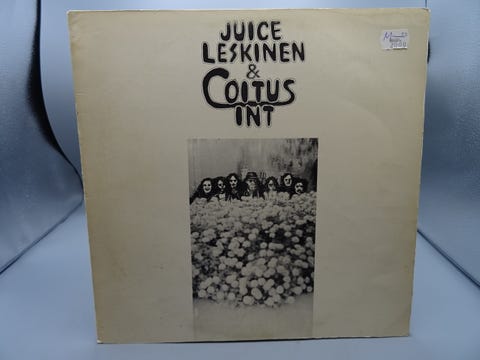 JUICE
LESKINEN
&
COITUS
INT